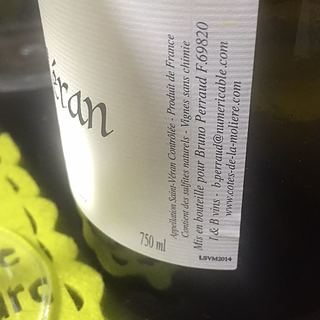 éran
Appellation Saint-Véran Contrôlée - Produit de France
Contient des sulfites naturels - Vignes sans chimie
Mis en bouteille pour Bruno Perraud F.69820
I & B vins - b.perraud@numericable.com
www.cotes-de-la-moliere.com
750 ml
LSVM2014